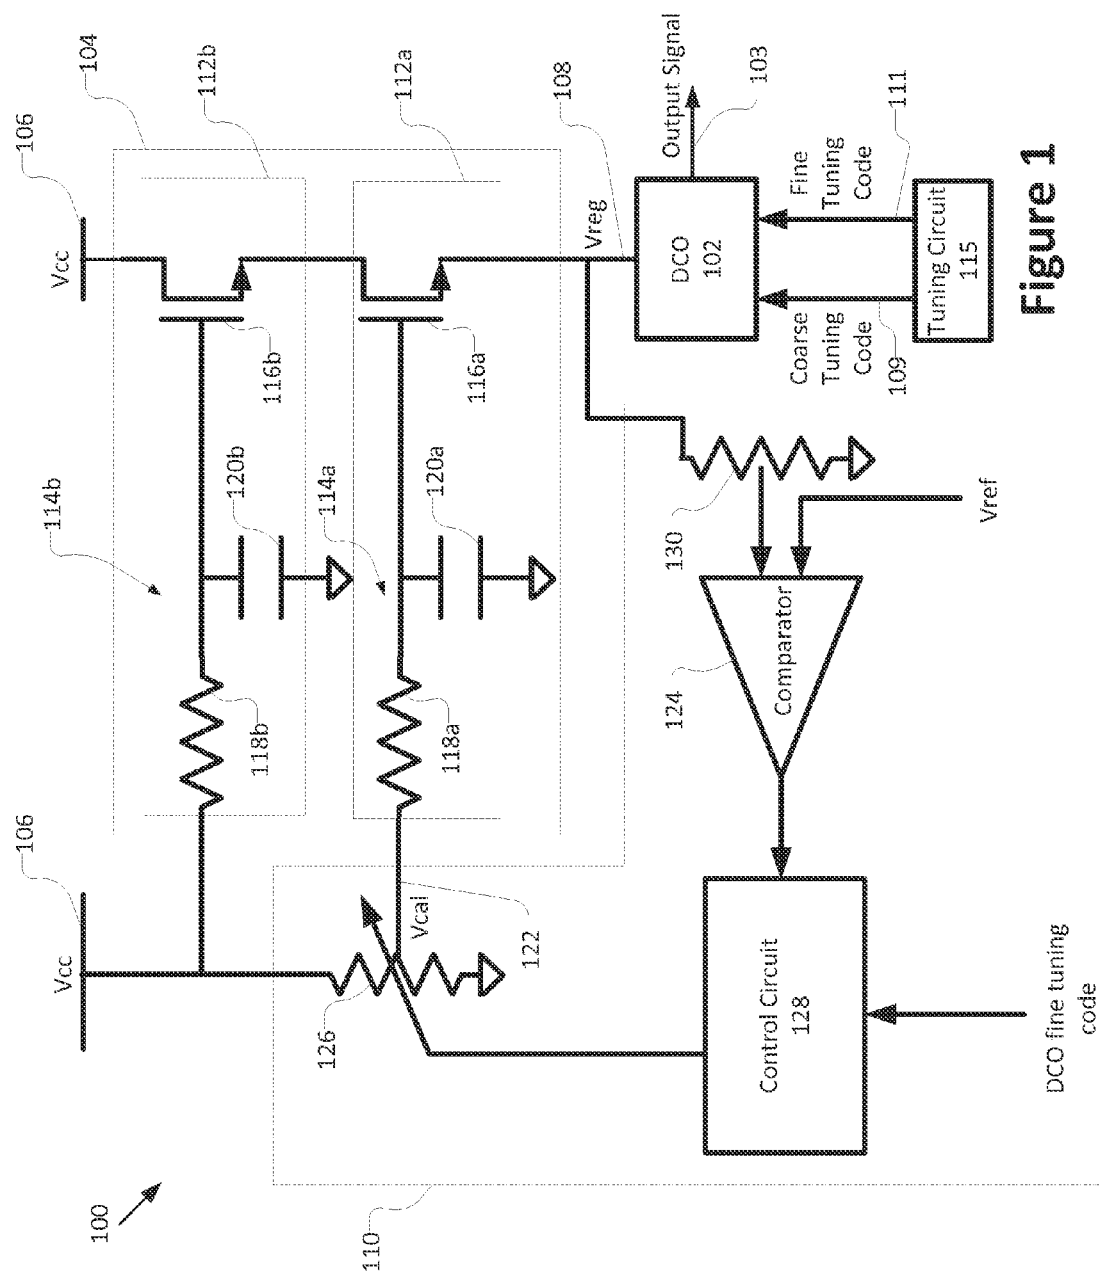 100
106
Vcc
106
Vcc
104
112b
112a
114b
118b
120b
116b
114a
118a
120a
116a
126
Vcal
122
110
Vreg
108
Output Signal
103
DCO
102
Coarse
Tuning
Code
109
Fine
Tuning
Code
111
Tuning Circuit
115
130
Vref
124
Comparator
Control Circuit
128
DCO fine tuning
code
Figure 1